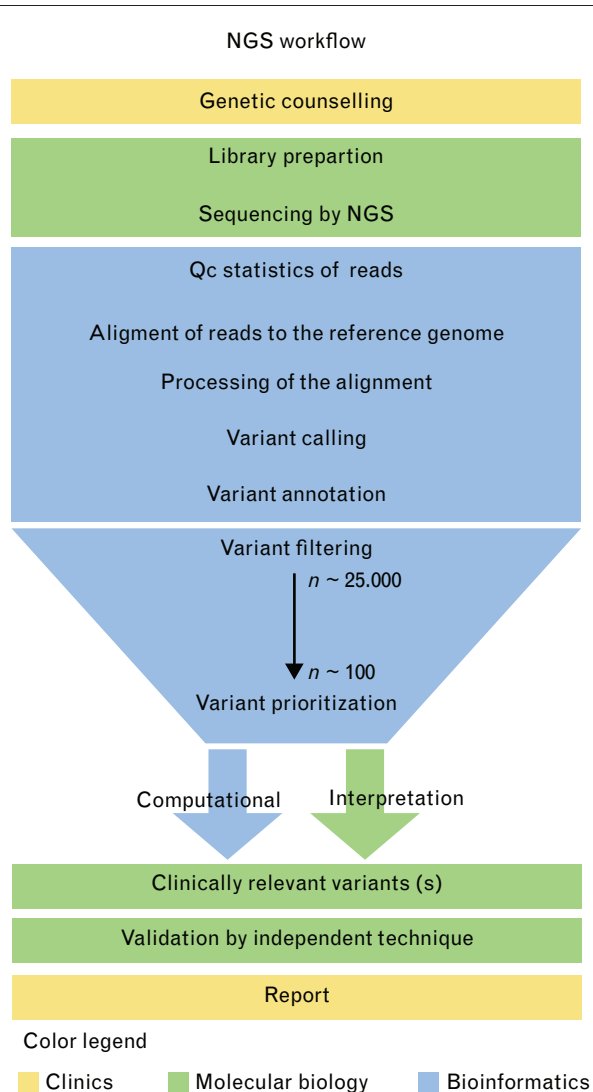 NGS workflow
Genetic counselling
Library prepartion
Sequencing by NGS
Qc statistics of reads
Aligment of reads to the reference genome
Processing of the alignment
Variant calling
Variant annotation
Variant filtering
n ~ 25.000
n ~ 100
Variant prioritization
Computational Interpretation
Clinically relevant variants (s)
Validation by independent technique
Report
Color legend
Clinics Molecular biology Bioinformatics